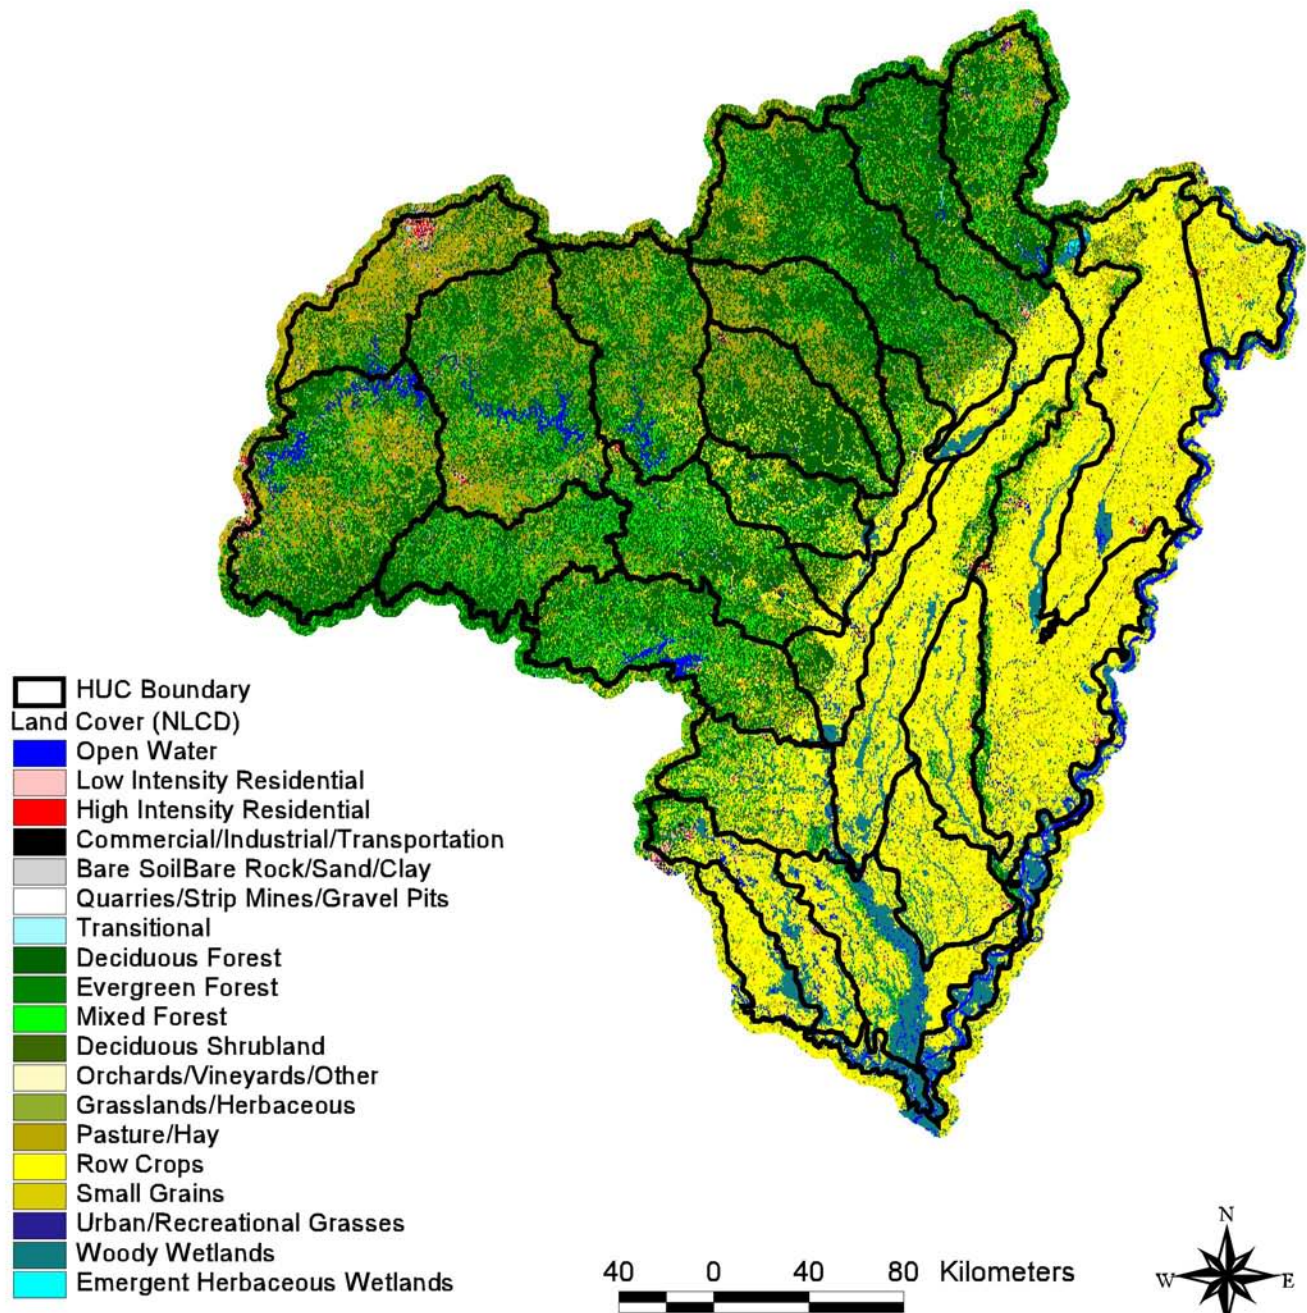 HUC Boundary
Land Cover (NLCD)
Open Water
Low Intensity Residential
High Intensity Residential
Commercial/Industrial/Transportation
Bare SoilBare Rock/Sand/Clay
Quarries/Strip Mines/Gravel Pits
Transitional
Deciduous Forest
Evergreen Forest
Mixed Forest
Deciduous Shrubland
Orchards/Vineyards/Other
Grasslands/Herbaceous
Pasture/Hay
Row Crops
Small Grains
Urban/Recreational Grasses
Woody Wetlands
Emergent Herbaceous Wetlands
40 0 40 80 Kilometers
N
W E
S